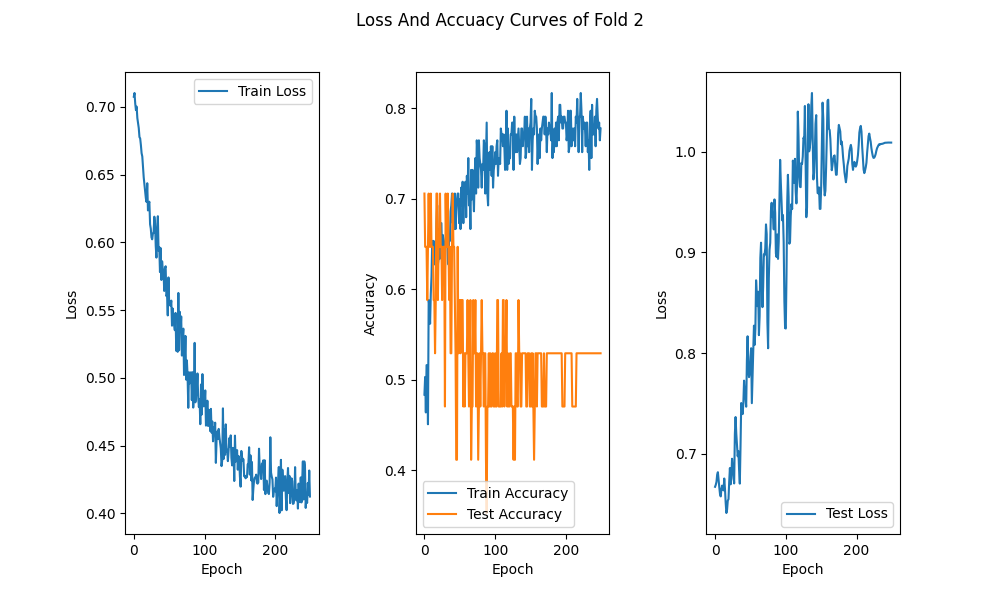 Loss And Accuacy Curves of Fold 2
Train Loss
0.70
0.65
0.60
0.55
0.50
0.45
0.40
Loss
0
100
200
Epoch
0.8
0.7
0.6
0.5
0.4
Accuracy
Train Accuracy
Test Accuracy
0
100
200
Epoch
1.0
0.9
0.8
0.7
Loss
Test Loss
0
100
200
Epoch